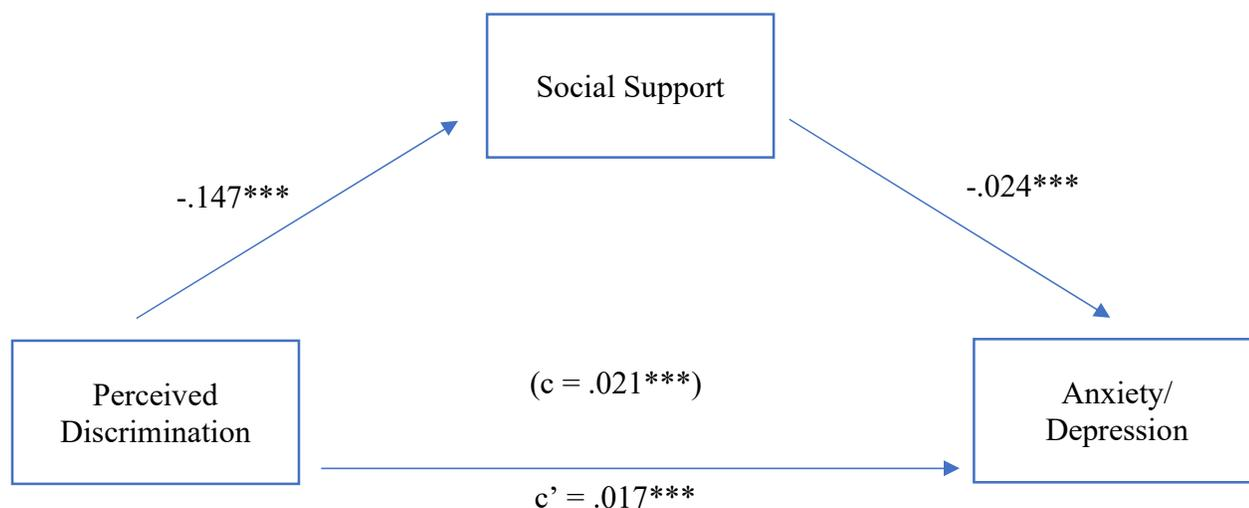 Social Support
-.147***
-.024***
(c = .021***)
Perceived
Discrimination
Anxiety/
Depression
c’ = .017***